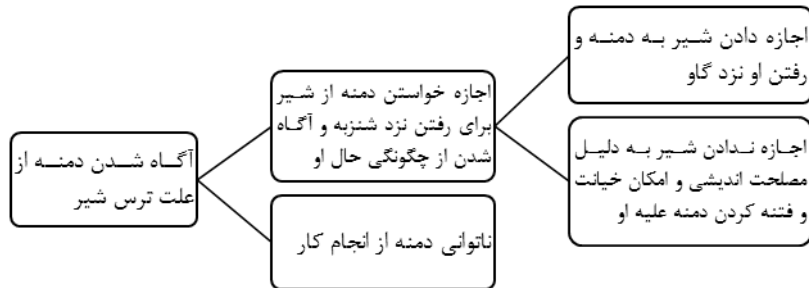 اجازه دادن شیر به دمنه و
رفتن او نزد گاو
اجازه خواستن دمنه از شیر
برای رفتن نزد شنزبه و آگاه
شدن از چگونگی حال او
اجازه ندادن شیر به دلیل
مصلحت اندیشی و امکان خیانت
و فتنه کردن دمنه علیه او
آگاه شدن دمنه از
علت ترس شیر
ناتوانی دمنه از انجام کار